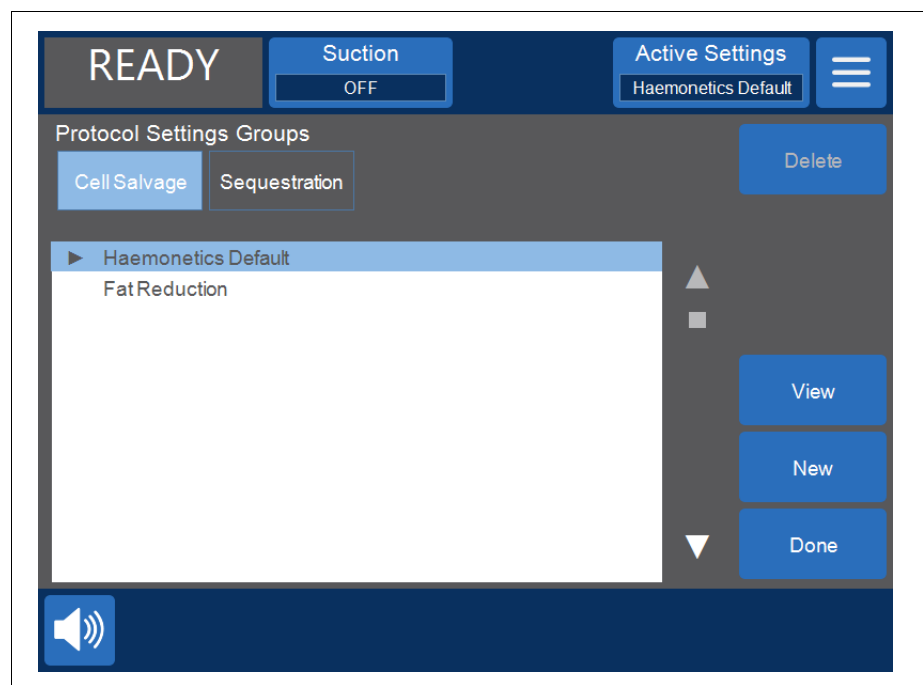 READY
Suction
OFF
Active Settings
Haemonetics Default
Protocol Settings Groups
Cell Salvage
Sequestration
Delete
Haemonetics Default
Fat Reduction
View
New
Done